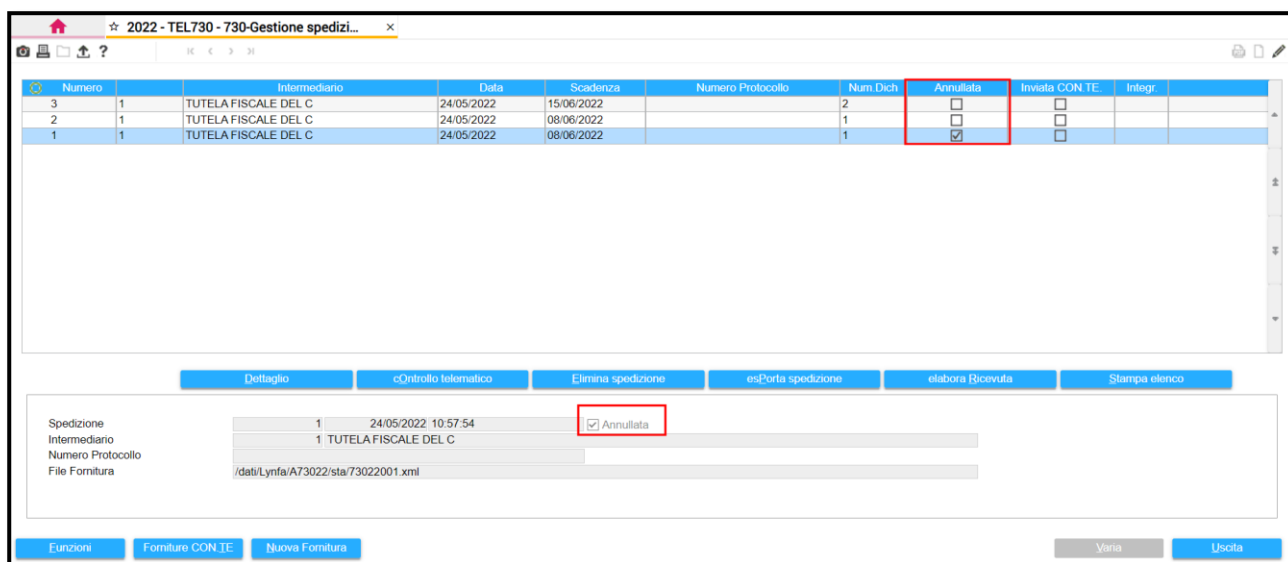 2022 - TEL730 - 730-Gestione spedizi... ×
?
Numero Intermediario Data Scadenza Numero Protocollo Num.Dich Annullata Inviata CON.TE. Integr.
3 1 TUTELA FISCALE DEL C 24/05/2022 15/06/2022 2
2 1 TUTELA FISCALE DEL C 24/05/2022 08/06/2022 1
1 1 TUTELA FISCALE DEL C 24/05/2022 08/06/2022 1
Dettaglio cOntrollo telematico Elimina spedizione esPorta spedizione elabora Ricevuta Stampa elenco
Spedizione 1 24/05/2022 10:57:54 Annullata
Intermediario 1 TUTELA FISCALE DEL C
Numero Protocollo
File Fornitura /dati/Lynfa/A73022/sta/73022001.xml
Funzioni Forniture CON.TE Nuova Fornitura Varia Uscita